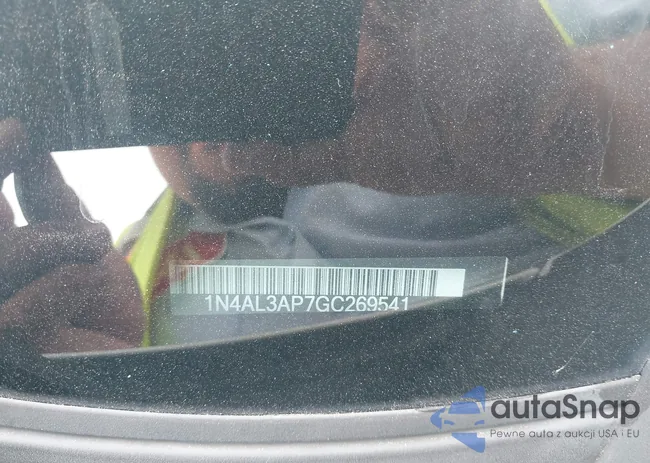 1N4AL3AP7GC269541
autaSnap
Pewne auta z aukcji USA i EU